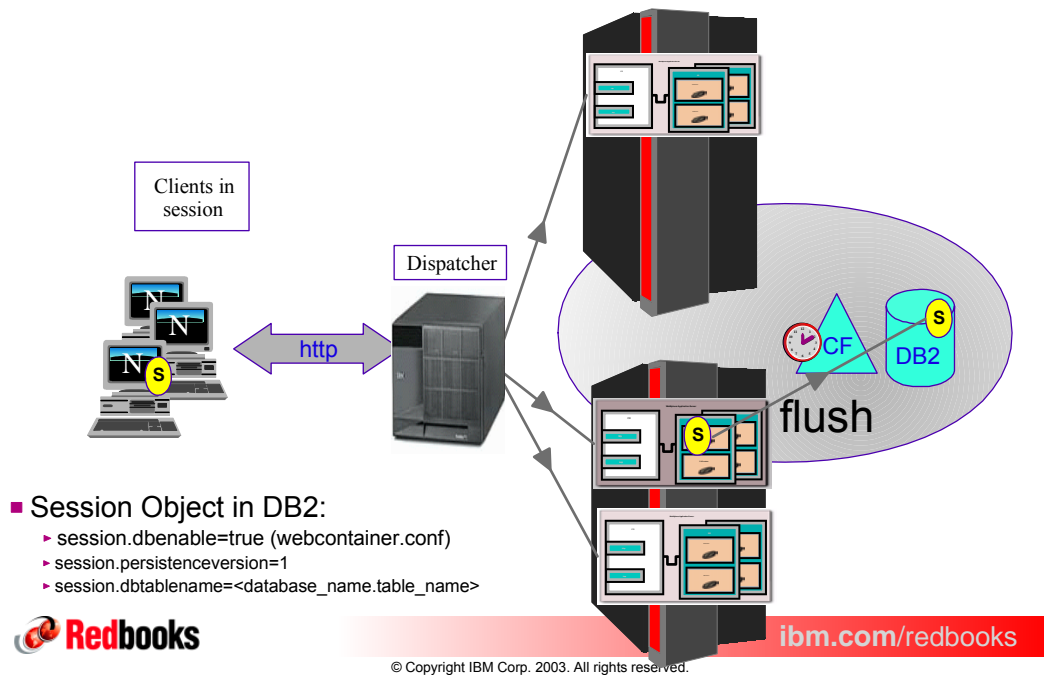 Clients in
session
Dispatcher
N
N
N
S
http
CF
S
DB2
S
flush
Session Object in DB2:
session.dbenable=true (webcontainer.conf)
session.persistenceversion=1
session.dbtablename=<database_name.table_name>
Redbooks
ibm.com/redbooks
© Copyright IBM Corp. 2003. All rights reserved.